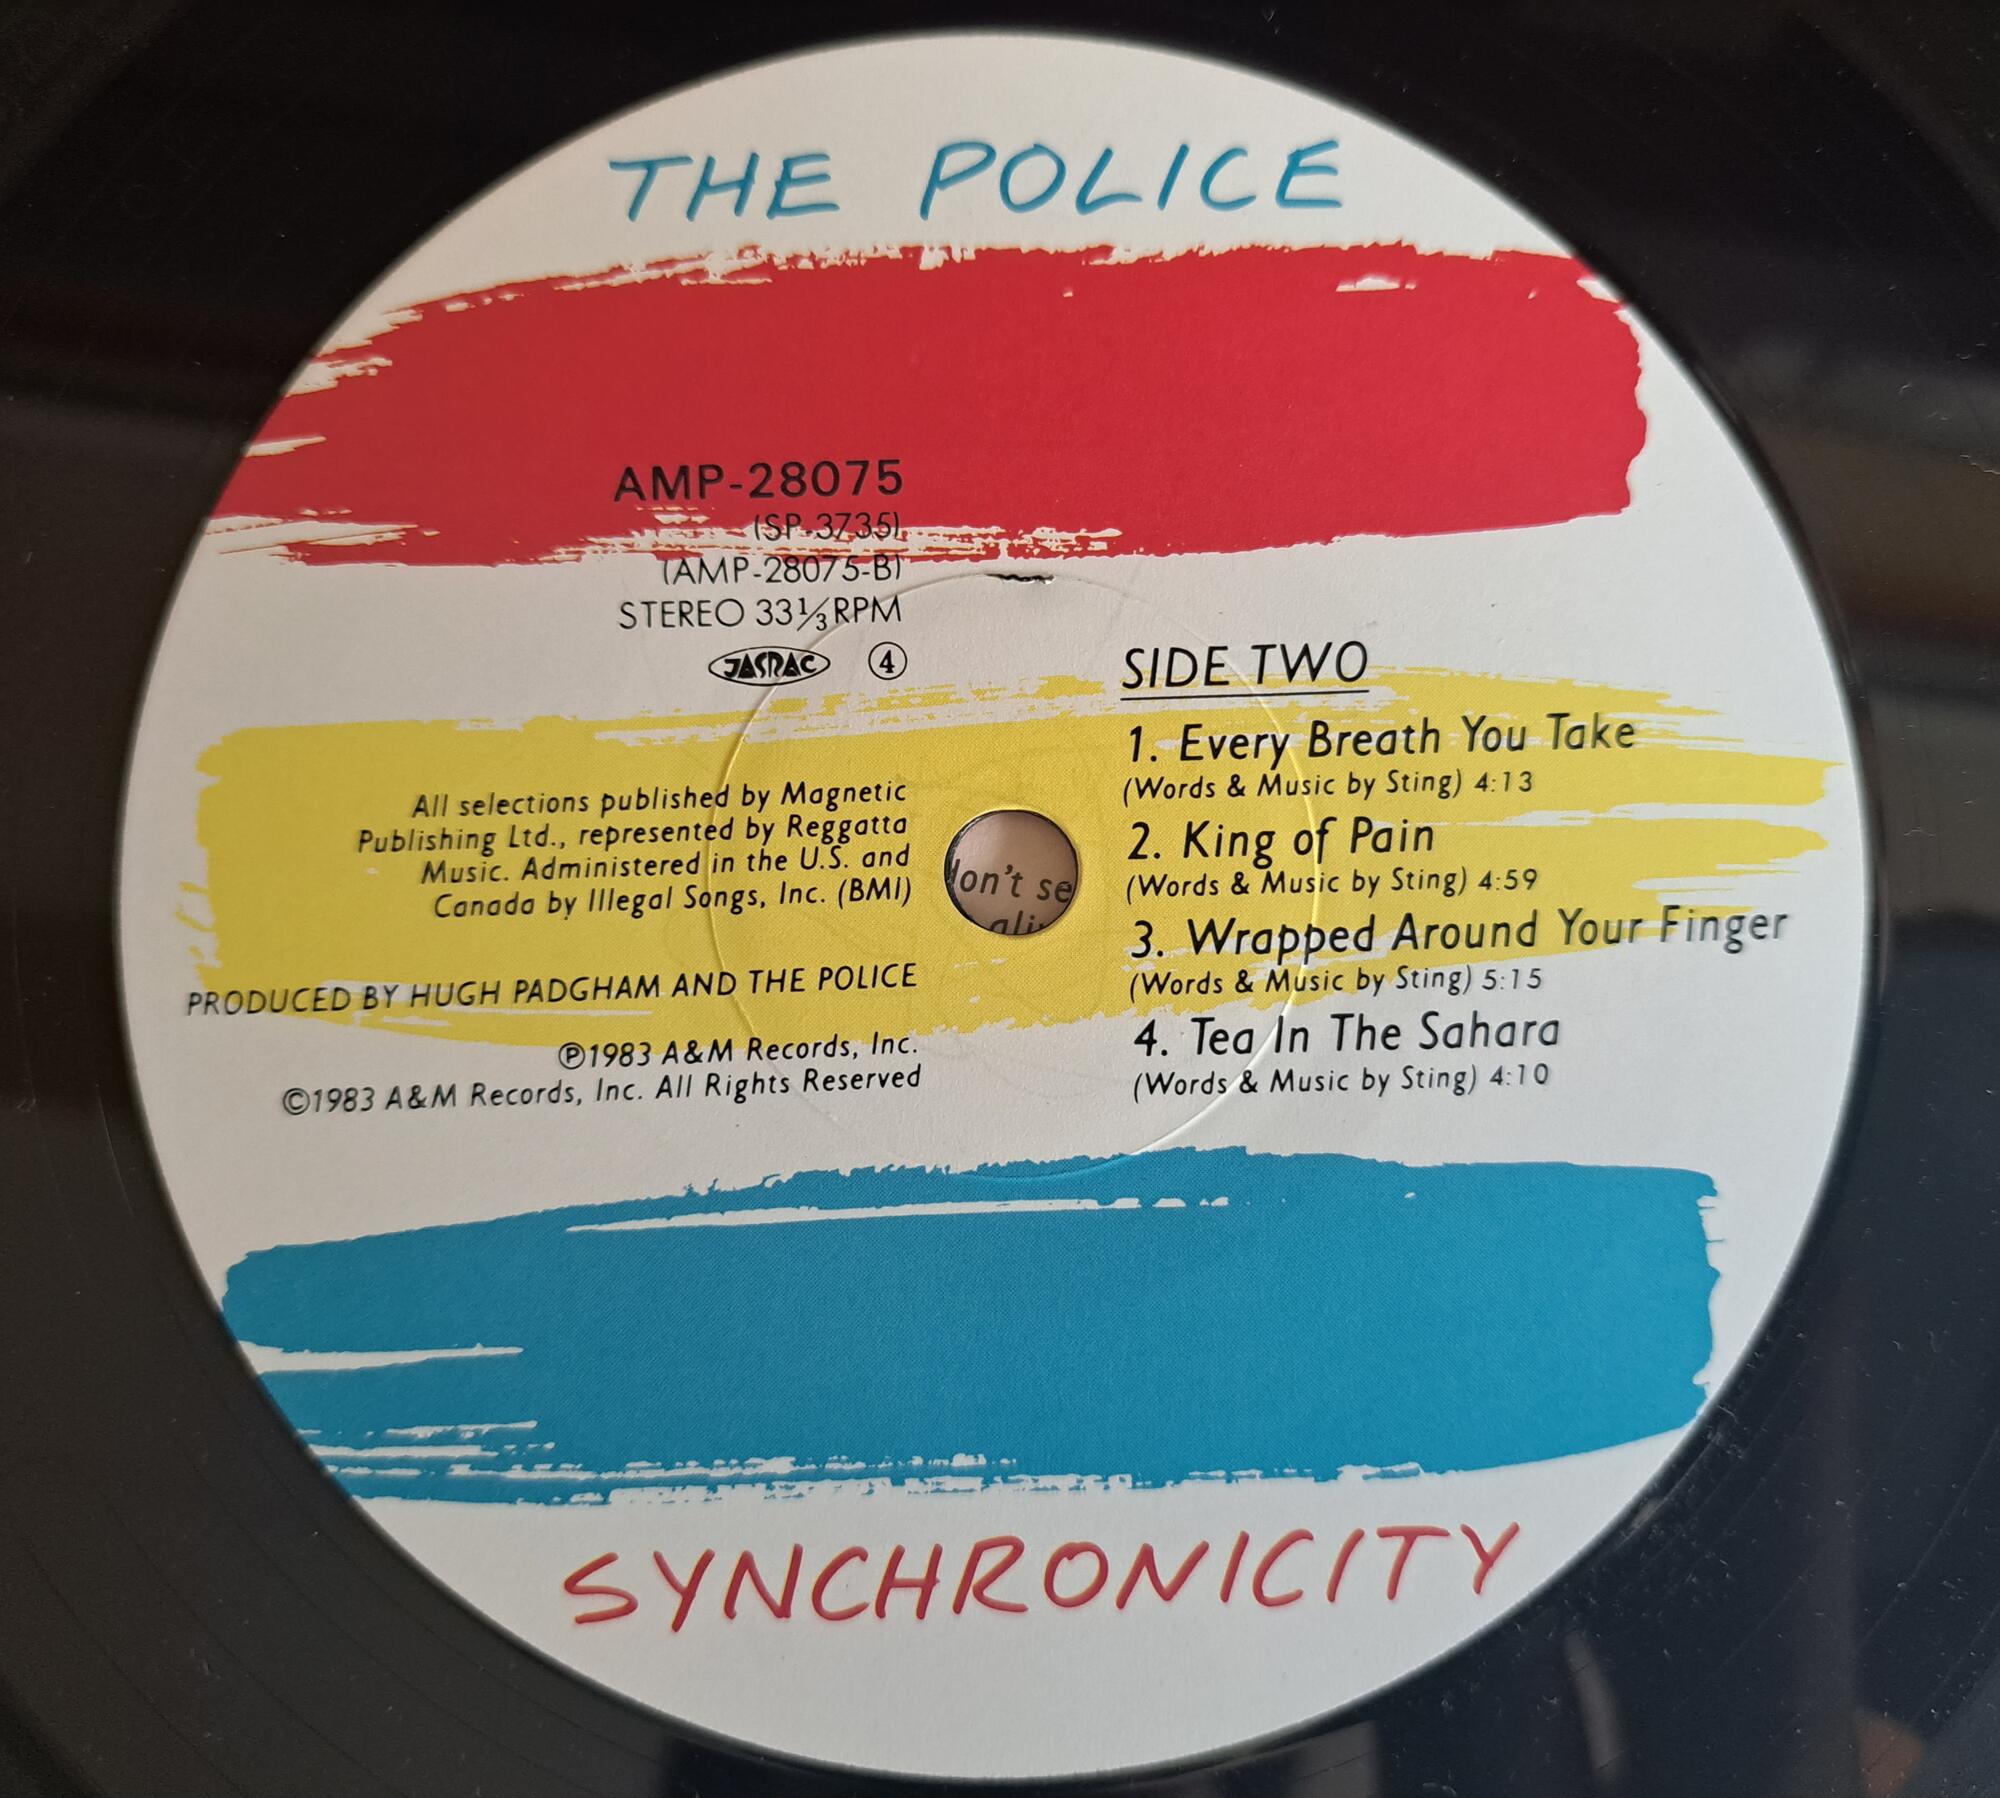 THE POLICE
AMP-28075
(SP-3735)
(AMP-28075-B)
STEREO 33⅓ RPM
JASRAC ④
All selections published by Magnetic
Publishing Ltd., represented by Reggatta
Music. Administered in the U.S. and
Canada by Illegal Songs, Inc. (BMI)
PRODUCED BY HUGH PADGHAM AND THE POLICE
℗1983 A&M Records, Inc.
©1983 A&M Records, Inc. All Rights Reserved
on't se
SIDE TWO
1. Every Breath You Take
(Words & Music by Sting) 4:13
2. King of Pain
(Words & Music by Sting) 4:59
3. Wrapped Around Your Finger
(Words & Music by Sting) 5:15
4. Tea In The Sahara
(Words & Music by Sting) 4:10
SYNCHRONICITY